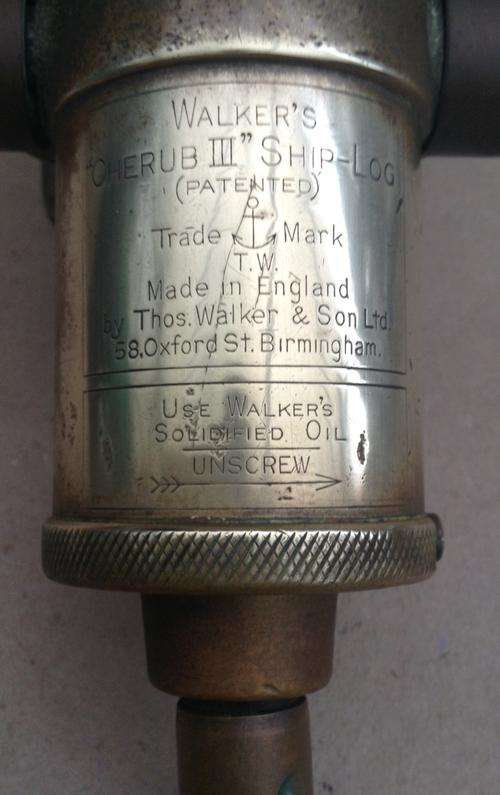 WALKER'S
"CHERUB III" SHIP-LOG
(PATENTED)
Trade Mark
T.W.
Made in England
by Thos. Walker & Son Ltd.
58. Oxford St. Birmingham.
USE WALKER'S
SOLIDIFIED OIL
UNSCREW